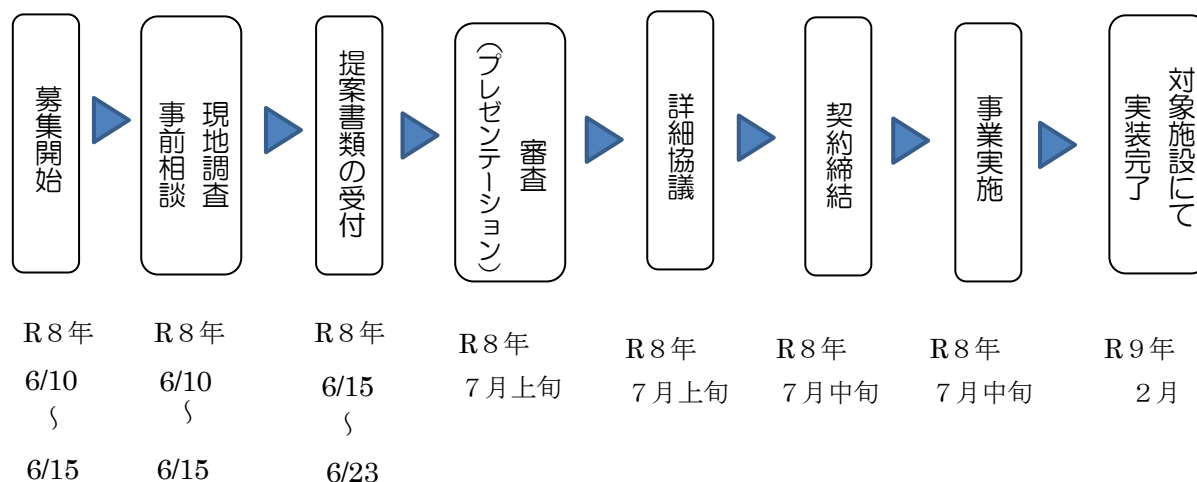 募集開始
現地調査
事前相談
提案書類の受付
審査
（プレゼンテーション）
詳細協議
契約締結
事業実施
対象施設にて
実装完了
R８年
6/10
～
6/15
R８年
6/10
～
6/15
R８年
6/15
～
6/23
R８年
７月上旬
R８年
７月上旬
R８年
７月中旬
R８年
７月中旬
R９年
２月